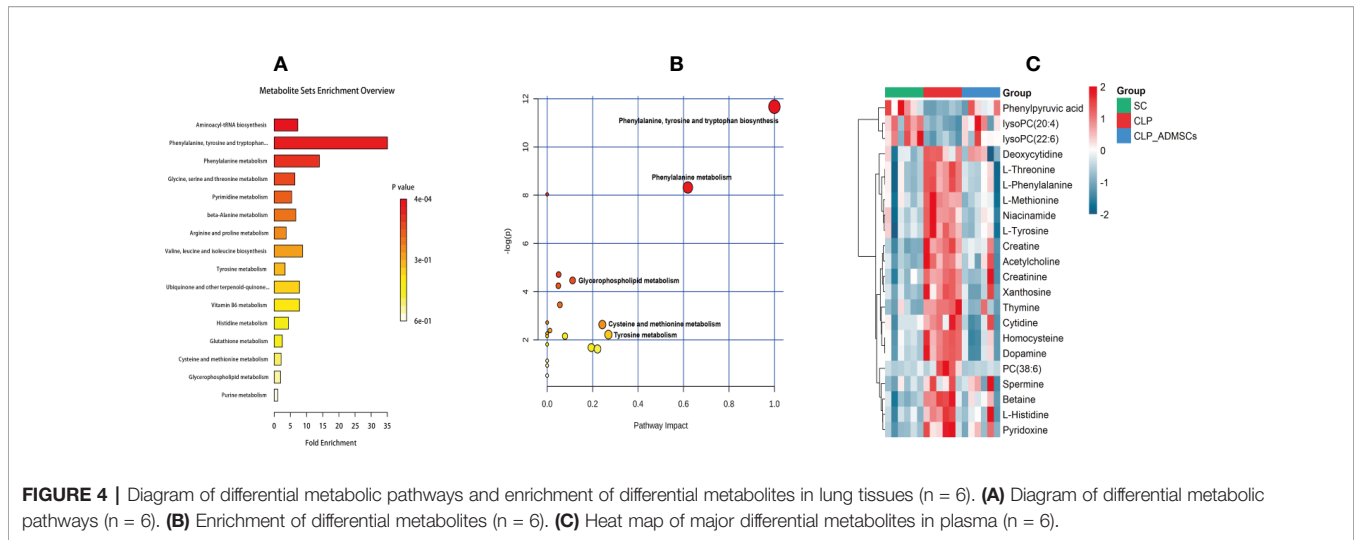 A
B
C
Metabolite Sets Enrichment Overview
Aminoacyl-tRNA biosynthesis
Phenylalanine, tyrosine and tryptophan...
Phenylalanine metabolism
Glycine, serine and threonine metabolism
Pyrimidine metabolism
beta-Alanine metabolism
Arginine and proline metabolism
Valine, leucine and isoleucine biosynthesis
Tyrosine metabolism
Ubiquinone and other terpenoid-quinone...
Vitamin B6 metabolism
Histidine metabolism
Glutathione metabolism
Cysteine and methionine metabolism
Glycerophospholipid metabolism
Purine metabolism
0 5 10 15 20 25 30 35
Fold Enrichment
P value
4e-04
3e-01
6e-01
-log(p)
12
10
8
6
4
2
Phenylalanine, tyrosine and tryptophan biosynthesis
Phenylalanine metabolism
Glycerophospholipid metabolism
Cysteine and methionine metabolism
Tyrosine metabolism
0.0 0.2 0.4 0.6 0.8 1.0
Pathway Impact
Group
Phenylpyruvic acid
lysoPC(20:4)
lysoPC(22:6)
Deoxycytidine
L-Threonine
L-Phenylalanine
L-Methionine
Niacinamide
L-Tyrosine
Creatine
Acetylcholine
Creatinine
Xanthosine
Thymine
Cytidine
Homocysteine
Dopamine
PC(38:6)
Spermine
Betaine
L-Histidine
Pyridoxine
2
1
0
-1
-2
Group
SC
CLP
CLP_ADMSCs
FIGURE 4 | Diagram of differential metabolic pathways and enrichment of differential metabolites in lung tissues (n = 6). (A) Diagram of differential metabolic
pathways (n = 6). (B) Enrichment of differential metabolites (n = 6). (C) Heat map of major differential metabolites in plasma (n = 6).